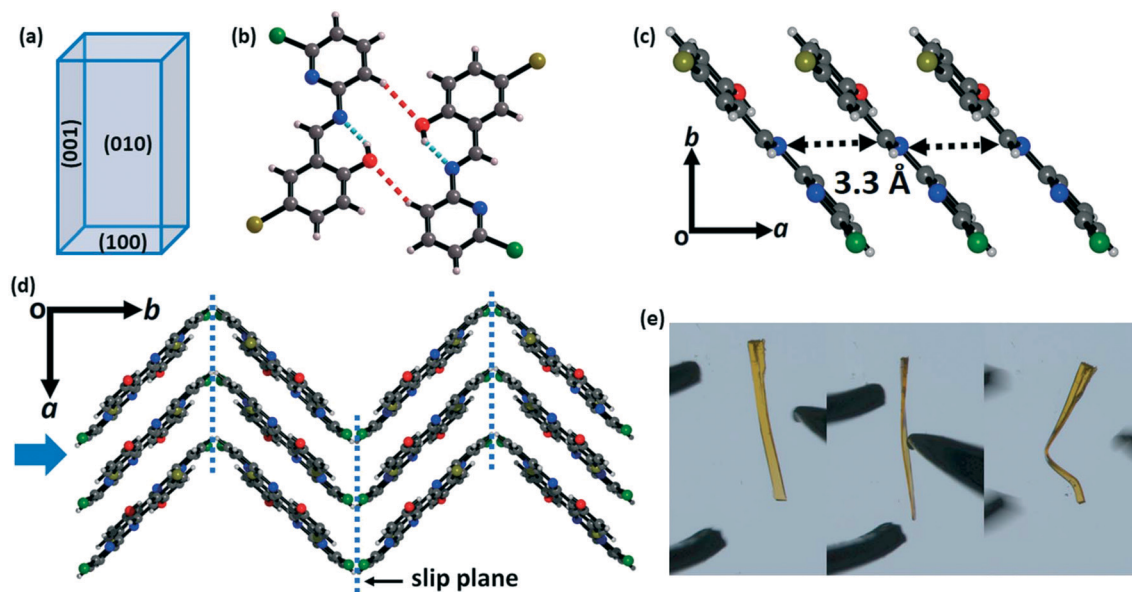 (a)
(001)
(010)
(100)
(b)
(c)
b
o
a
3.3 Å
(d)
o
b
a
slip plane
(e)